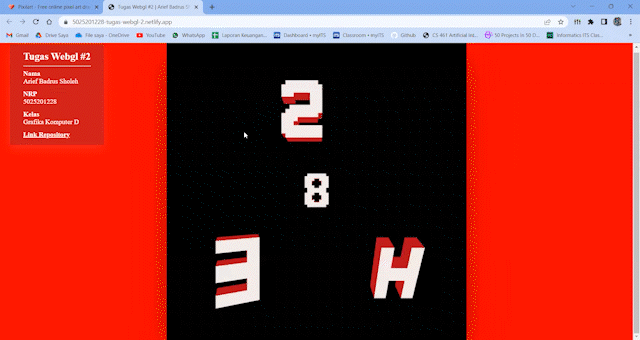 Pixilart - Free online pixel art dra
Tugas Webgl #2 | Arief Badrus S
5025201228-tugas-webgl-2.netlify.app
Gmail
Drive Saya
File saya - OneDrive
YouTube
WhatsApp
Laporan Keuangan...
Dashboard • myITS
Classroom • myITS
Github
CS 461 Artificial Int...
50 Projects In 50 D...
Informatics ITS Clas...
Tugas Webgl #2
Nama
Arief Badrus Sholeh
NRP
5025201228
Kelas
Grafika Komputer D
Link Repository
2
8
3 H